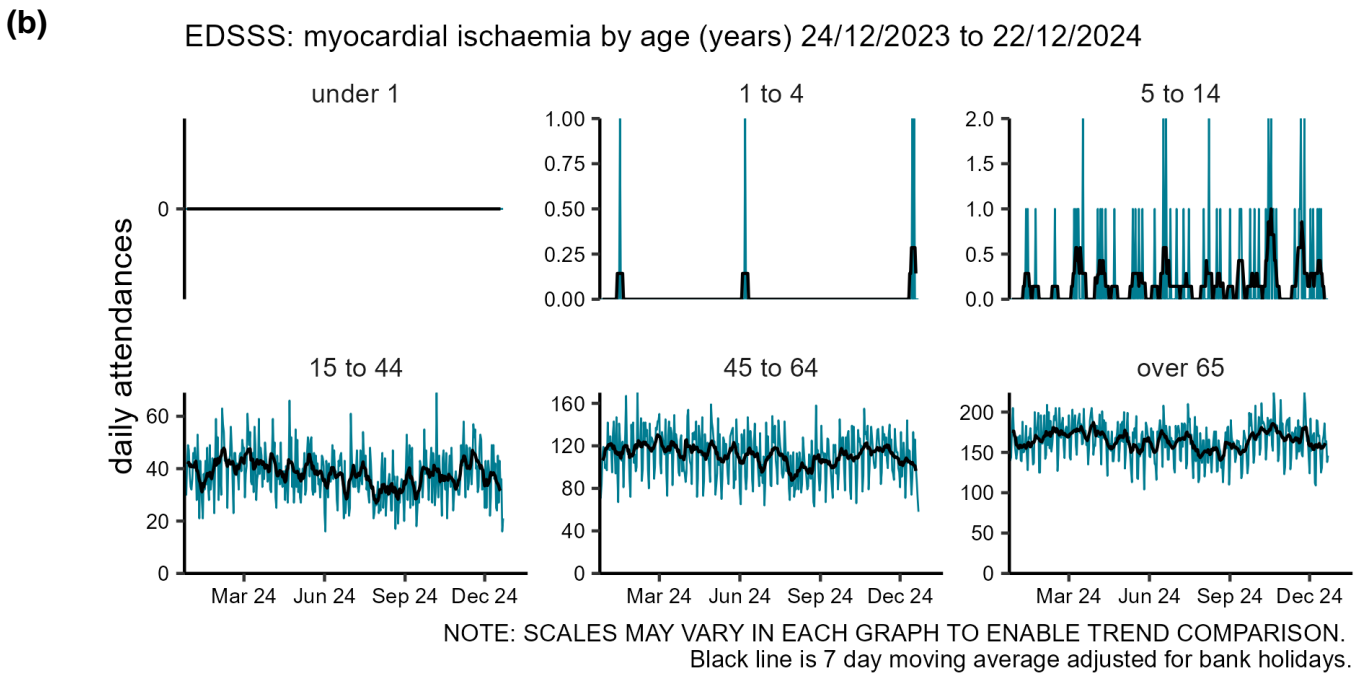 (b)
EDSSS: myocardial ischaemia by age (years) 24/12/2023 to 22/12/2024
daily attendances
under 1
0
1 to 4
1.00
0.75
0.50
0.25
0.00
5 to 14
2.0
1.5
1.0
0.5
0.0
15 to 44
60
40
20
0
Mar 24 Jun 24 Sep 24 Dec 24
45 to 64
160
120
80
40
0
Mar 24 Jun 24 Sep 24 Dec 24
over 65
200
150
100
50
0
Mar 24 Jun 24 Sep 24 Dec 24
NOTE: SCALES MAY VARY IN EACH GRAPH TO ENABLE TREND COMPARISON.
Black line is 7 day moving average adjusted for bank holidays.